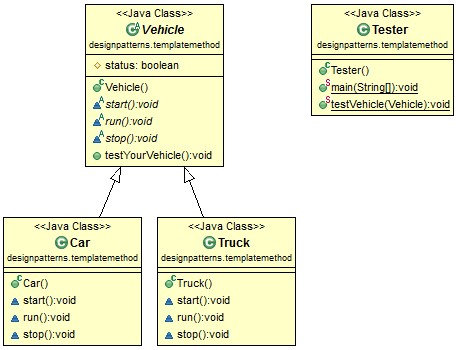 <<Java Class>>
Vehicle
designpatterns.templatemethod
status: boolean
Vehicle()
start():void
run():void
stop():void
testYourVehicle():void
<<Java Class>>
Tester
designpatterns.templatemethod
Tester()
main(String[]):void
testVehicle(Vehicle):void
<<Java Class>>
Car
designpatterns.templatemethod
Car()
start():void
run():void
stop():void
<<Java Class>>
Truck
designpatterns.templatemethod
Truck()
start():void
run():void
stop():void